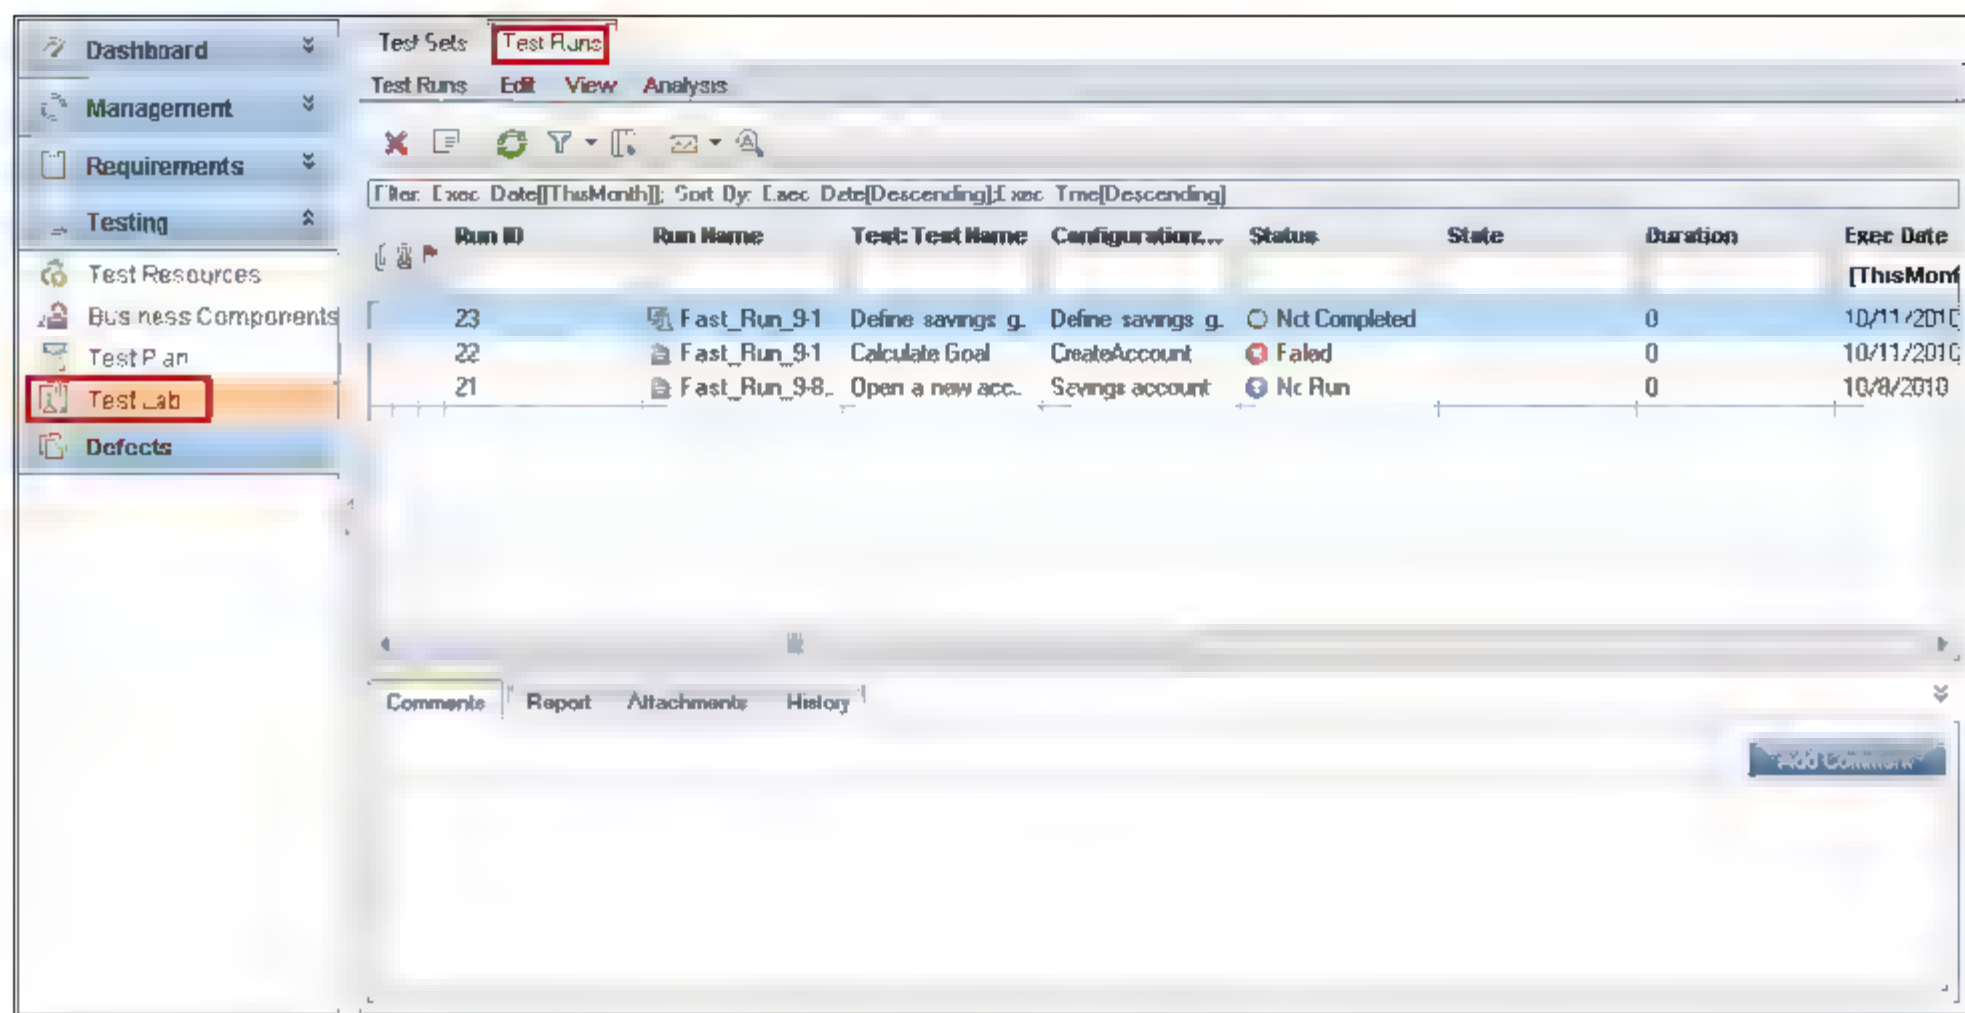 Dashboard
Management
Requirements
Testing
Test Resources
Business Components
Test Plan
Test Lab
Defects
Test Sets Test Runs
Test Runs Edit View Analysis
Filter: Exec Date[[ThisMonth]]; Sort By: Exec Date[Descending];Exec Time[Descending]
Run ID Run Name Test: Test Name Configuration:... Status State Duration Exec Date
[ThisMont
23 Fast_Run_9-1 Define savings g.. Define savings g.. Not Completed 0 10/11/2010
22 Fast_Run_9-1 Calculate Goal CreateAccount Failed 0 10/11/2010
21 Fast_Run_9-8.. Open a new acc... Savings account No Run 0 10/8/2010
Comments Report Attachments History
Add Comment